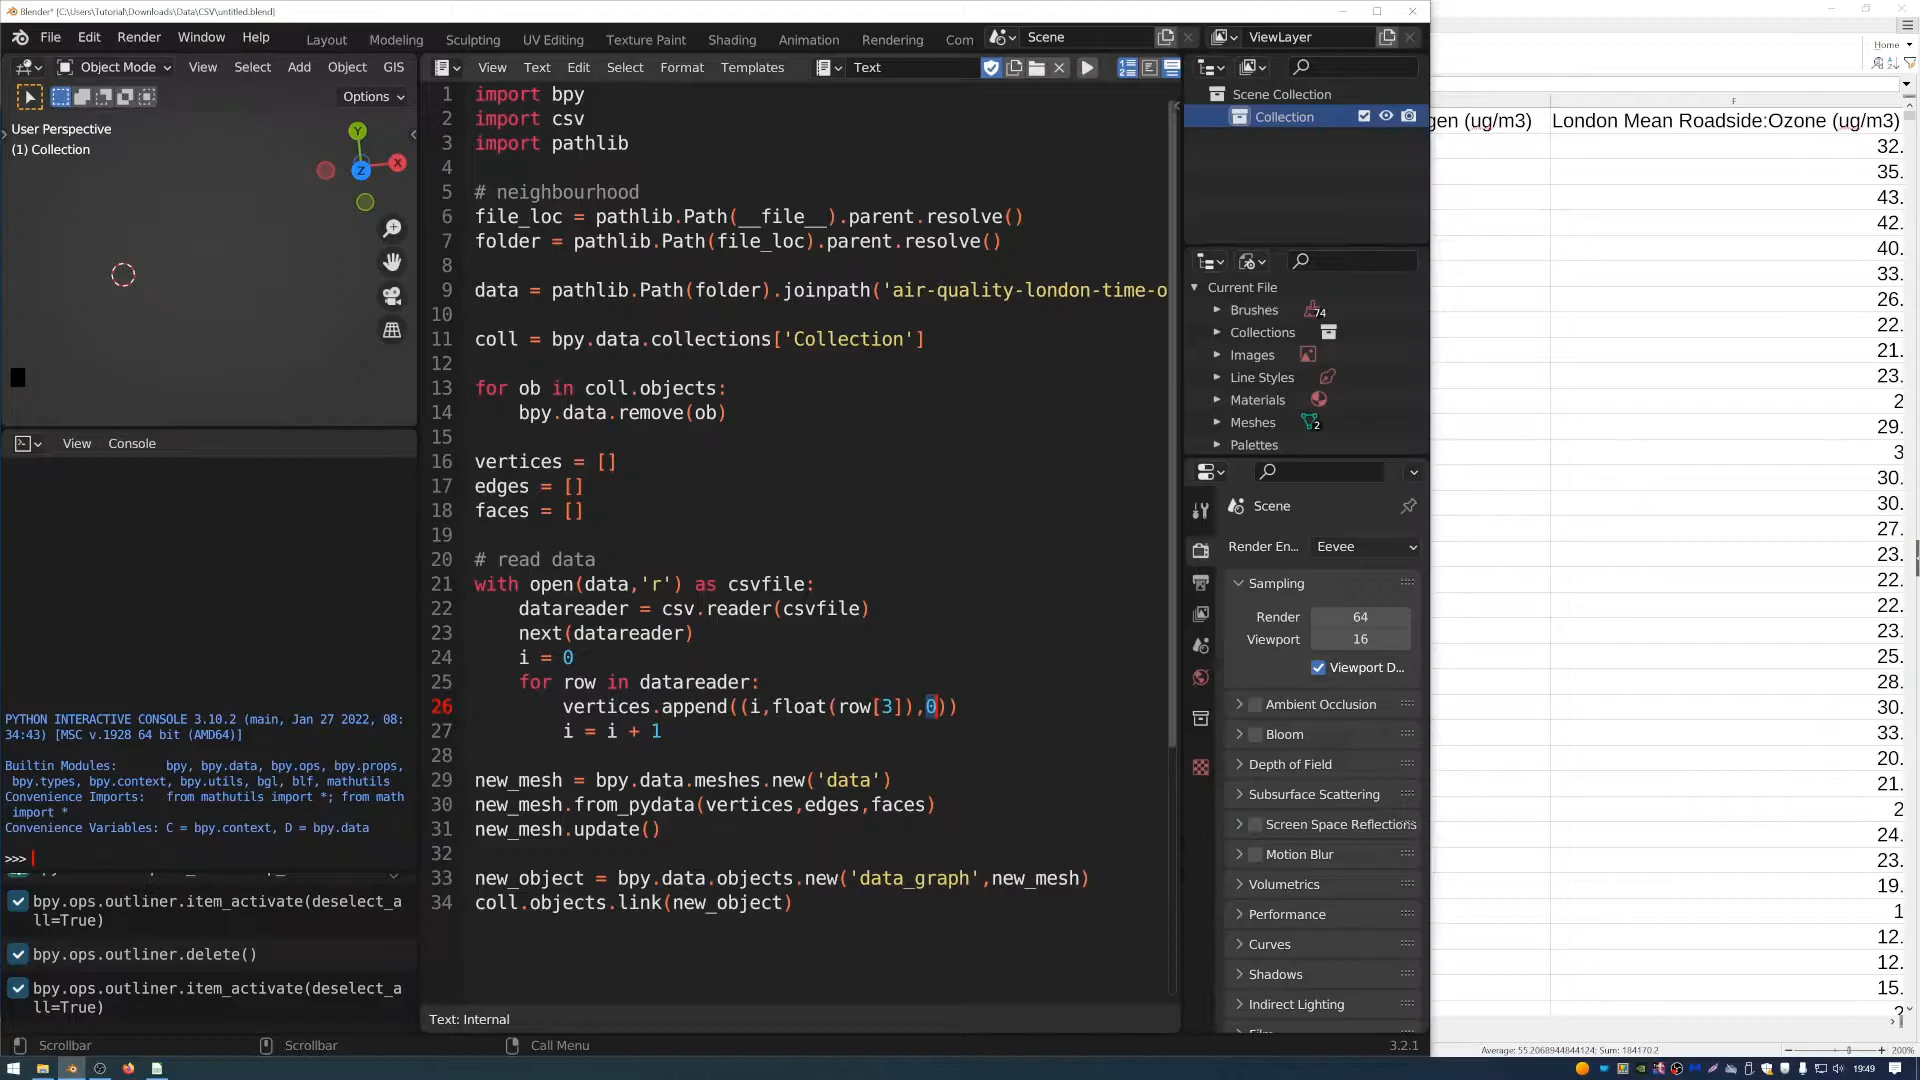 Blender* [C:\Users\Tutorial\Downloads\Data\CSV\untitled.blend]
File Edit Render Window Help Layout Modeling Sculpting UV Editing Texture Paint Shading Animation Rendering Com Scene ViewLayer
Object Mode View Select Add Object GIS
View Text Edit Select Format Templates Text
Options
User Perspective
(1) Collection
Y
X
Z
View Console
PYTHON INTERACTIVE CONSOLE 3.10.2 (main, Jan 27 2022, 08:
34:43) [MSC v.1928 64 bit (AMD64)]
Builtin Modules: bpy, bpy.data, bpy.ops, bpy.props,
bpy.types, bpy.context, bpy.utils, bgl, blf, mathutils
Convenience Imports: from mathutils import *; from math
import *
Convenience Variables: C = bpy.context, D = bpy.data
>>>
bpy.ops.outliner.item_activate(deselect_a
ll=True)
bpy.ops.outliner.delete()
bpy.ops.outliner.item_activate(deselect_a
ll=True)
1 import bpy
2 import csv
3 import pathlib
4
5 # neighbourhood
6 file_loc = pathlib.Path(__file__).parent.resolve()
7 folder = pathlib.Path(file_loc).parent.resolve()
8
9 data = pathlib.Path(folder).joinpath('air-quality-london-time-o
10
11 coll = bpy.data.collections['Collection']
12
13 for ob in coll.objects:
14 bpy.data.remove(ob)
15
16 vertices = []
17 edges = []
18 faces = []
19
20 # read data
21 with open(data,'r') as csvfile:
22 datareader = csv.reader(csvfile)
23 next(datareader)
24 i = 0
25 for row in datareader:
26 vertices.append((i,float(row[3]),0))
27 i = i + 1
28
29 new_mesh = bpy.data.meshes.new('data')
30 new_mesh.from_pydata(vertices,edges,faces)
31 new_mesh.update()
32
33 new_object = bpy.data.objects.new('data_graph',new_mesh)
34 coll.objects.link(new_object)
Text: Internal
Scene Collection
Collection
Current File
Brushes 74
Collections
Images
Line Styles
Materials
Meshes 2
Palettes
Scene
Render En... Eevee
Sampling
Render 64
Viewport 16
Viewport D...
Ambient Occlusion
Bloom
Depth of Field
Subsurface Scattering
Screen Space Reflections
Motion Blur
Volumetrics
Performance
Curves
Shadows
Indirect Lighting
Scrollbar Scrollbar Call Menu 3.2.1
Home
F
gen (ug/m3) London Mean Roadside:Ozone (ug/m3)
32.
35.
43.
42.
40.
33.
26.
22.
21.
23.
2
29.
3
30.
30.
27.
23.
22.
22.
23.
25.
28.
30.
33.
20.
21.
2
24.
23.
19.
1
12.
12.
15.
Average: 55.2068944844124; Sum: 184170.2 200%
19:49